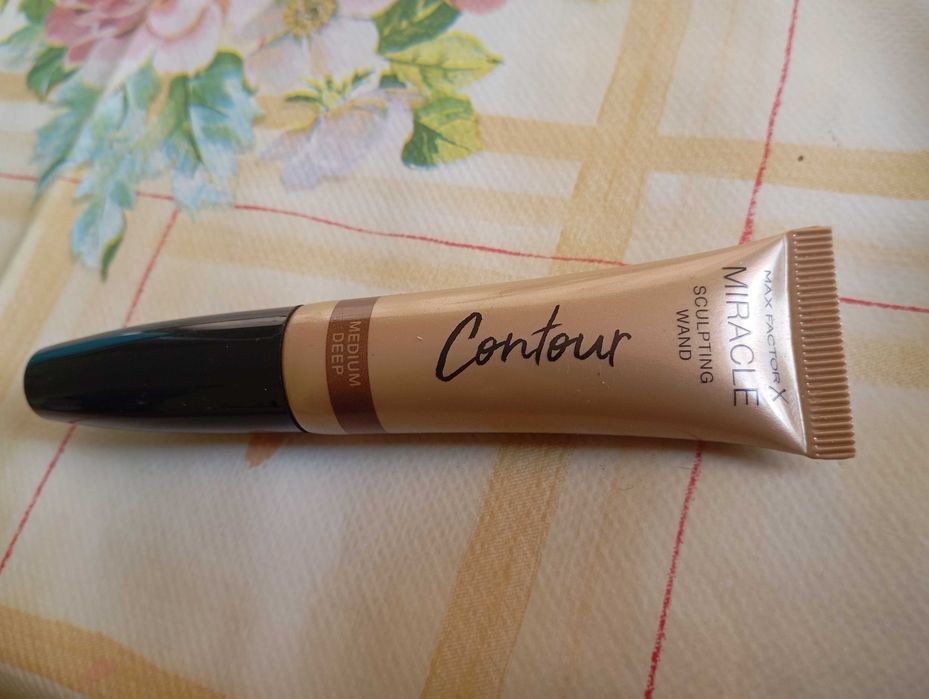 MAX FACTOR X
MIRACLE
SCULPTING
WAND
Contour
MEDIUM
DEEP